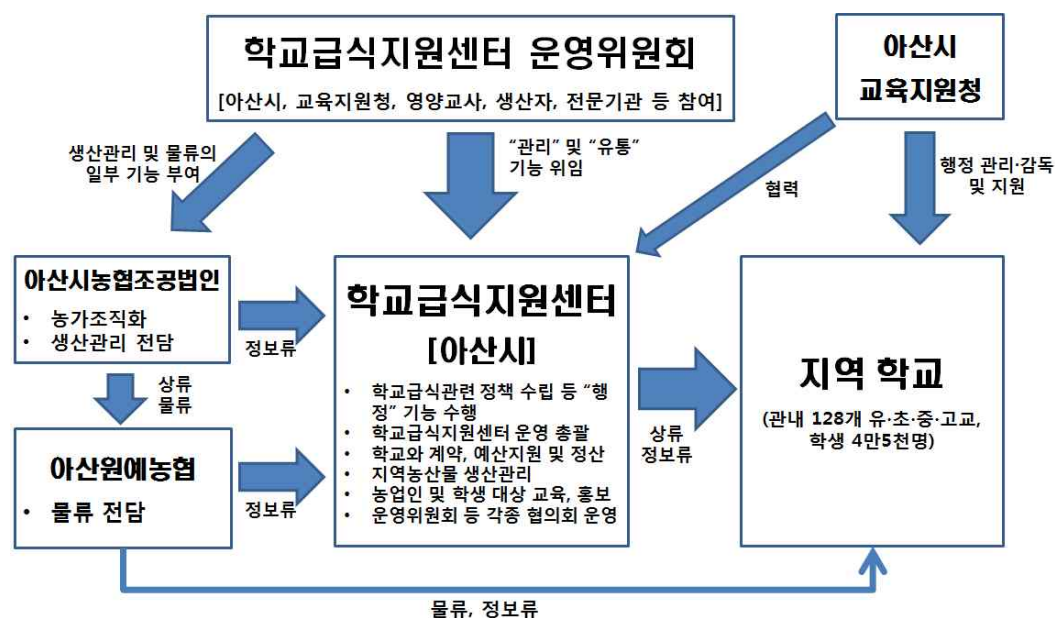 학교급식지원센터 운영위원회
[아산시, 교육지원청, 영양교사, 생산자, 전문기관 등 참여]
아산시
교육지원청
생산관리 및 물류의
일부 기능 부여
“관리” 및 “유통”
기능 위임
협력
행정 관리·감독
및 지원
아산시농협조공법인
• 농가조직화
• 생산관리 전담
정보류
상류
물류
아산원예농협
• 물류 전담
정보류
학교급식지원센터
[아산시]
• 학교급식관련 정책 수립 등 “행
정” 기능 수행
• 학교급식지원센터 운영 총괄
• 학교와 계약, 예산지원 및 정산
• 지역농산물 생산관리
• 농업인 및 학생 대상 교육, 홍보
• 운영위원회 등 각종 협의회 운영
상류
정보류
지역 학교
(관내 128개 유·초·중·고교,
학생 4만5천명)
물류, 정보류